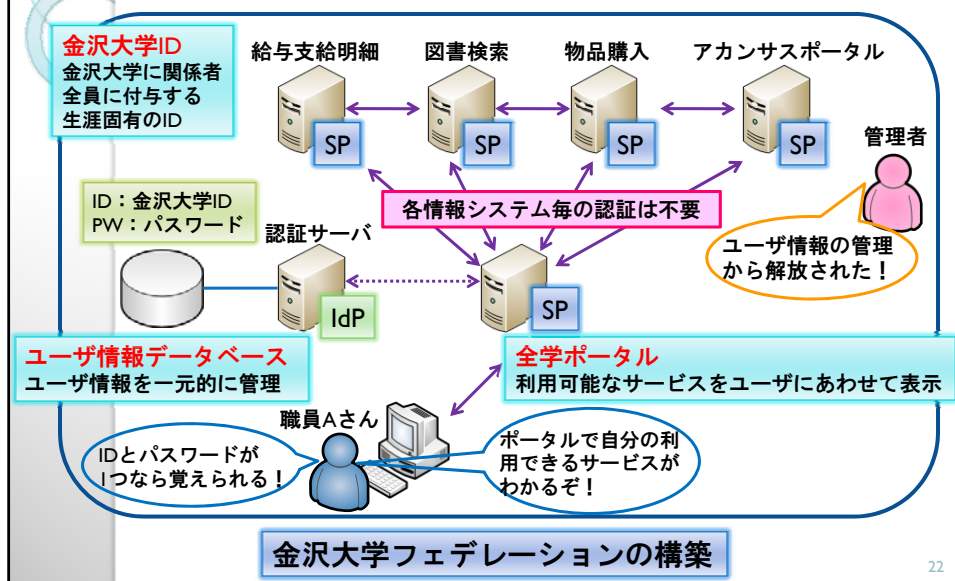 金沢大学ID
金沢大学に関係者
全員に付与する
生涯固有のID
給与支給明細
図書検索
物品購入
アカンサスポータル
SP
SP
SP
SP
管理者
ID：金沢大学ID
PW：パスワード
各情報システム毎の認証は不要
認証サーバ
ユーザ情報の管理
から解放された！
IdP
SP
ユーザ情報データベース
ユーザ情報を一元的に管理
全学ポータル
利用可能なサービスをユーザにあわせて表示
職員Aさん
IDとパスワードが
1つなら覚えられる！
ポータルで自分の利
用できるサービスが
わかるぞ！
金沢大学フェデレーションの構築
22